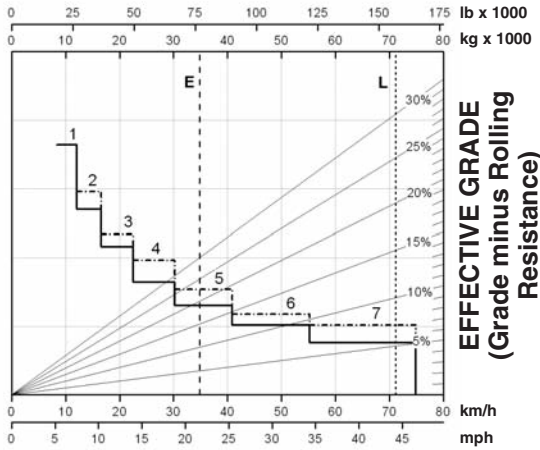 0 25 50 75 100 125 150 175 lb x 1000
kg x 1000
0 10 20 30 40 50 60 70 80
E
L
30%
25%
20%
15%
10%
5%
1
2
3
4
5
6
7
EFFECTIVE GRADE
(Grade minus Rolling
Resistance)
0 10 20 30 40 50 60 70 80 km/h
0 5 10 15 20 25 30 35 40 45 mph